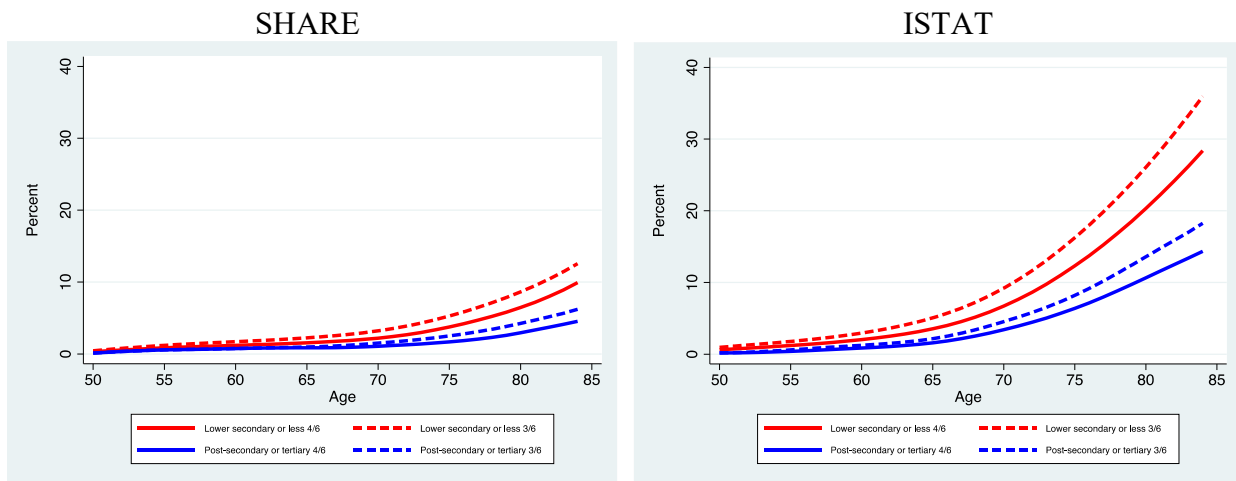 SHARE
Percent
40
30
20
10
0
50 55 60 65 70 75 80 85
Age
Lower secondary or less 4/6 Lower secondary or less 3/6
Post-secondary or tertiary 4/6 Post-secondary or tertiary 3/6
ISTAT
Percent
40
30
20
10
0
50 55 60 65 70 75 80 85
Age
Lower secondary or less 4/6 Lower secondary or less 3/6
Post-secondary or tertiary 4/6 Post-secondary or tertiary 3/6